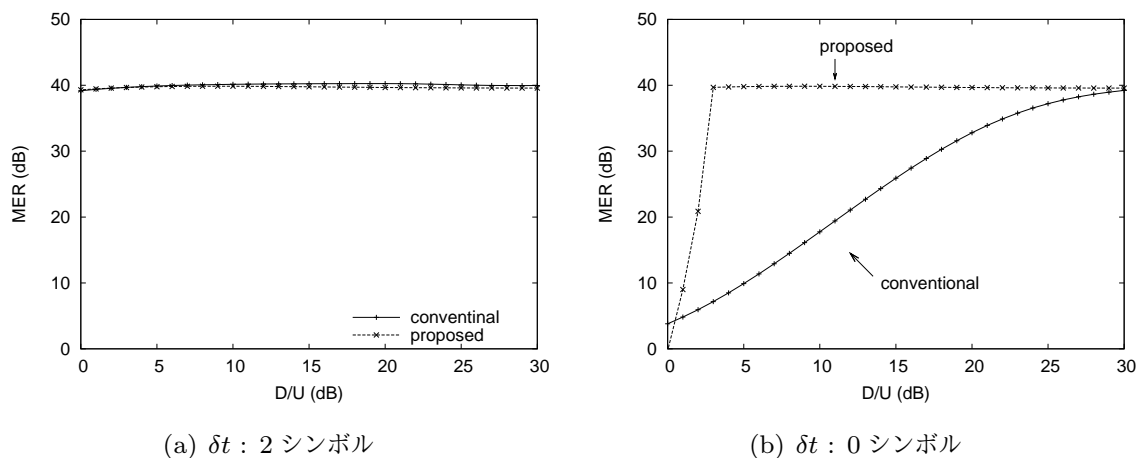 50
40
30
20
10
0
MER (dB)
conventinal
proposed
0 5 10 15 20 25 30
D/U (dB)
(a) δt : 2 シンボル
50
40
30
20
10
0
MER (dB)
proposed
conventional
0 5 10 15 20 25 30
D/U (dB)
(b) δt : 0 シンボル